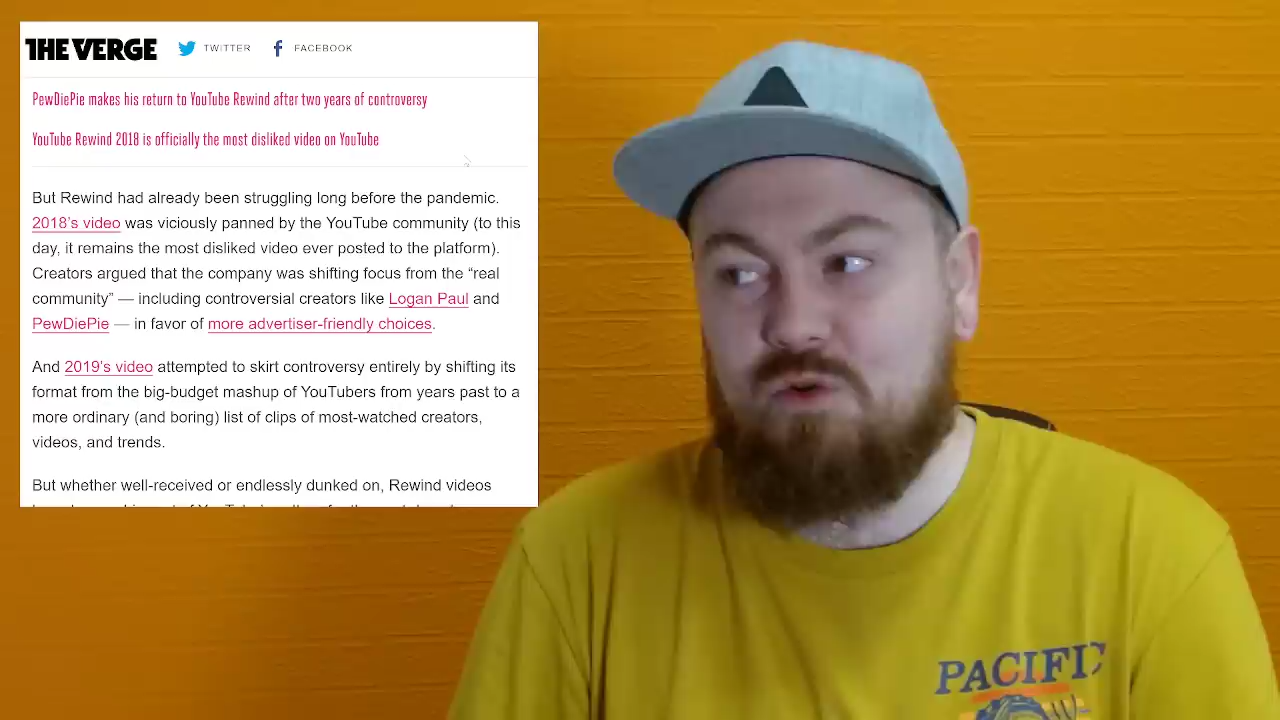 THE VERGE TWITTER FACEBOOK
PewDiePie makes his return to YouTube Rewind after two years of controversy
YouTube Rewind 2018 is officially the most disliked video on YouTube
But Rewind had already been struggling long before the pandemic.
2018's video was viciously panned by the YouTube community (to this
day, it remains the most disliked video ever posted to the platform).
Creators argued that the company was shifting focus from the “real
community” — including controversial creators like Logan Paul and
PewDiePie — in favor of more advertiser-friendly choices.
And 2019's video attempted to skirt controversy entirely by shifting its
format from the big-budget mashup of YouTubers from years past to a
more ordinary (and boring) list of clips of most-watched creators,
videos, and trends.
But whether well-received or endlessly dunked on, Rewind videos
PACIFIC